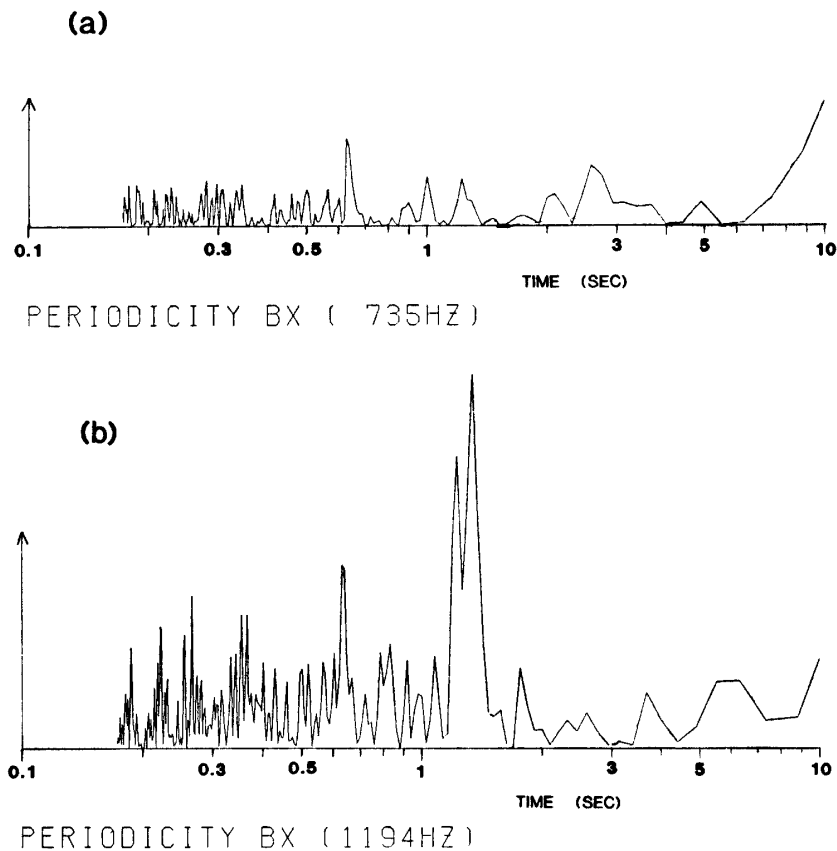 (a)
0.1 0.3 0.5 1 3 5 10
TIME (SEC)
PERIODICITY BX ( 735HZ)
(b)
0.1 0.3 0.5 1 3 5 10
TIME (SEC)
PERIODICITY BX (1194HZ)